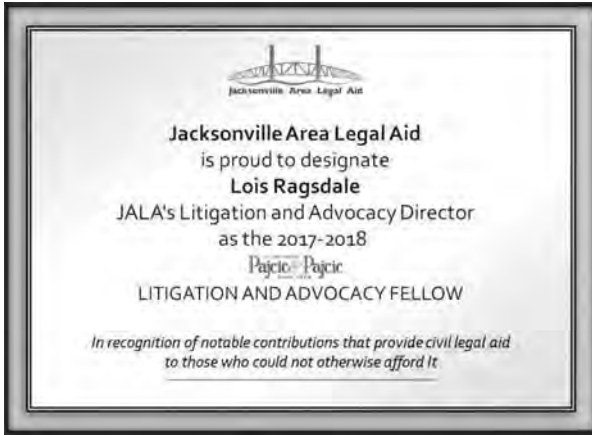 Jacksonville Area Legal Aid
Jacksonville Area Legal Aid
is proud to designate
Lois Ragsdale
JALA's Litigation and Advocacy Director
as the 2017-2018
Pajcic & Pajcic
LITIGATION AND ADVOCACY FELLOW
In recognition of notable contributions that provide civil legal aid
to those who could not otherwise afford It